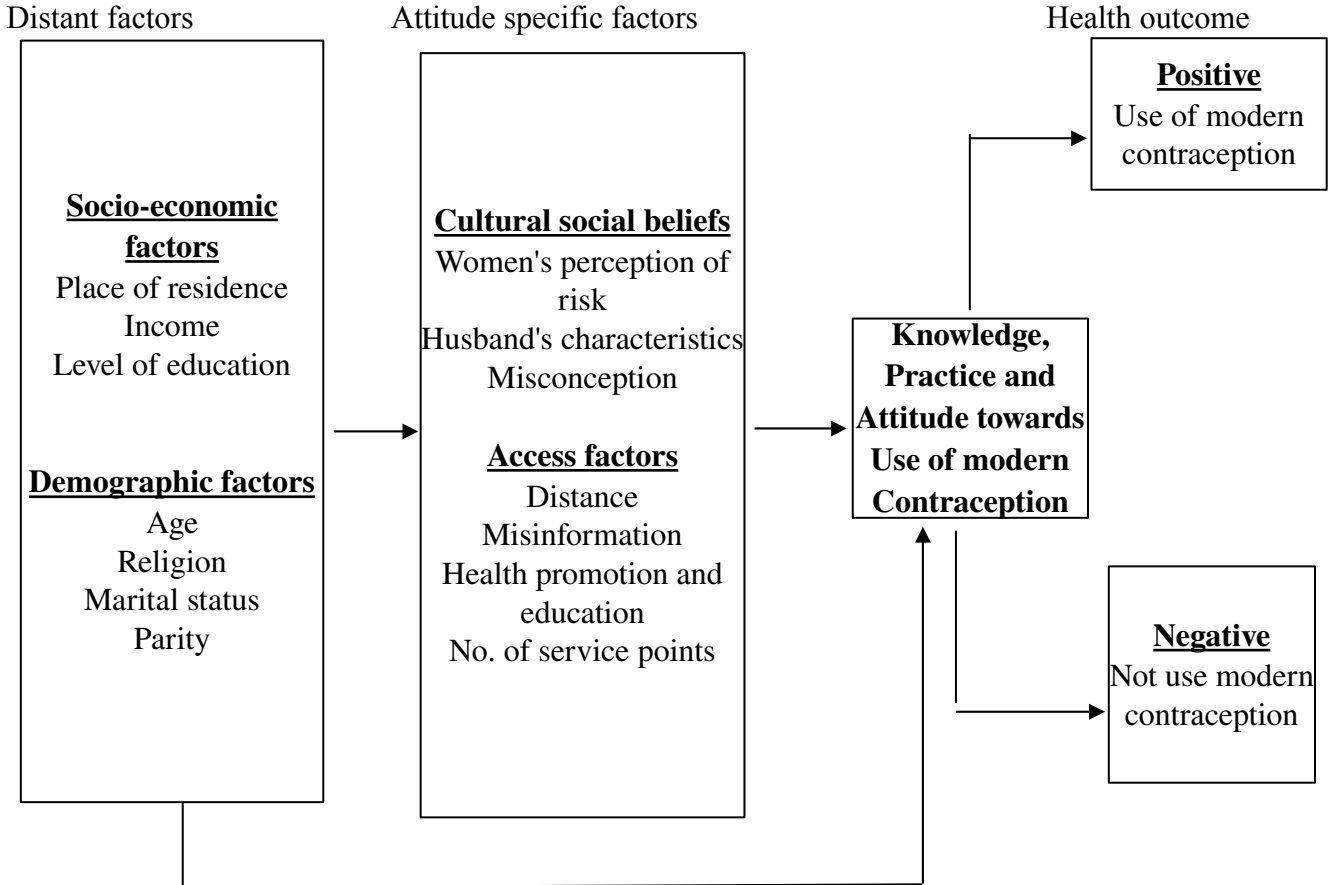 Distant factors
Attitude specific factors
Health outcome
Socio-economic
factors
Place of residence
Income
Level of education
Demographic factors
Age
Religion
Marital status
Parity
Cultural social beliefs
Women's perception of
risk
Husband's characteristics
Misconception
Access factors
Distance
Misinformation
Health promotion and
education
No. of service points
Knowledge,
Practice and
Attitude towards
Use of modern
Contraception
Positive
Use of modern
contraception
Negative
Not use modern
contraception